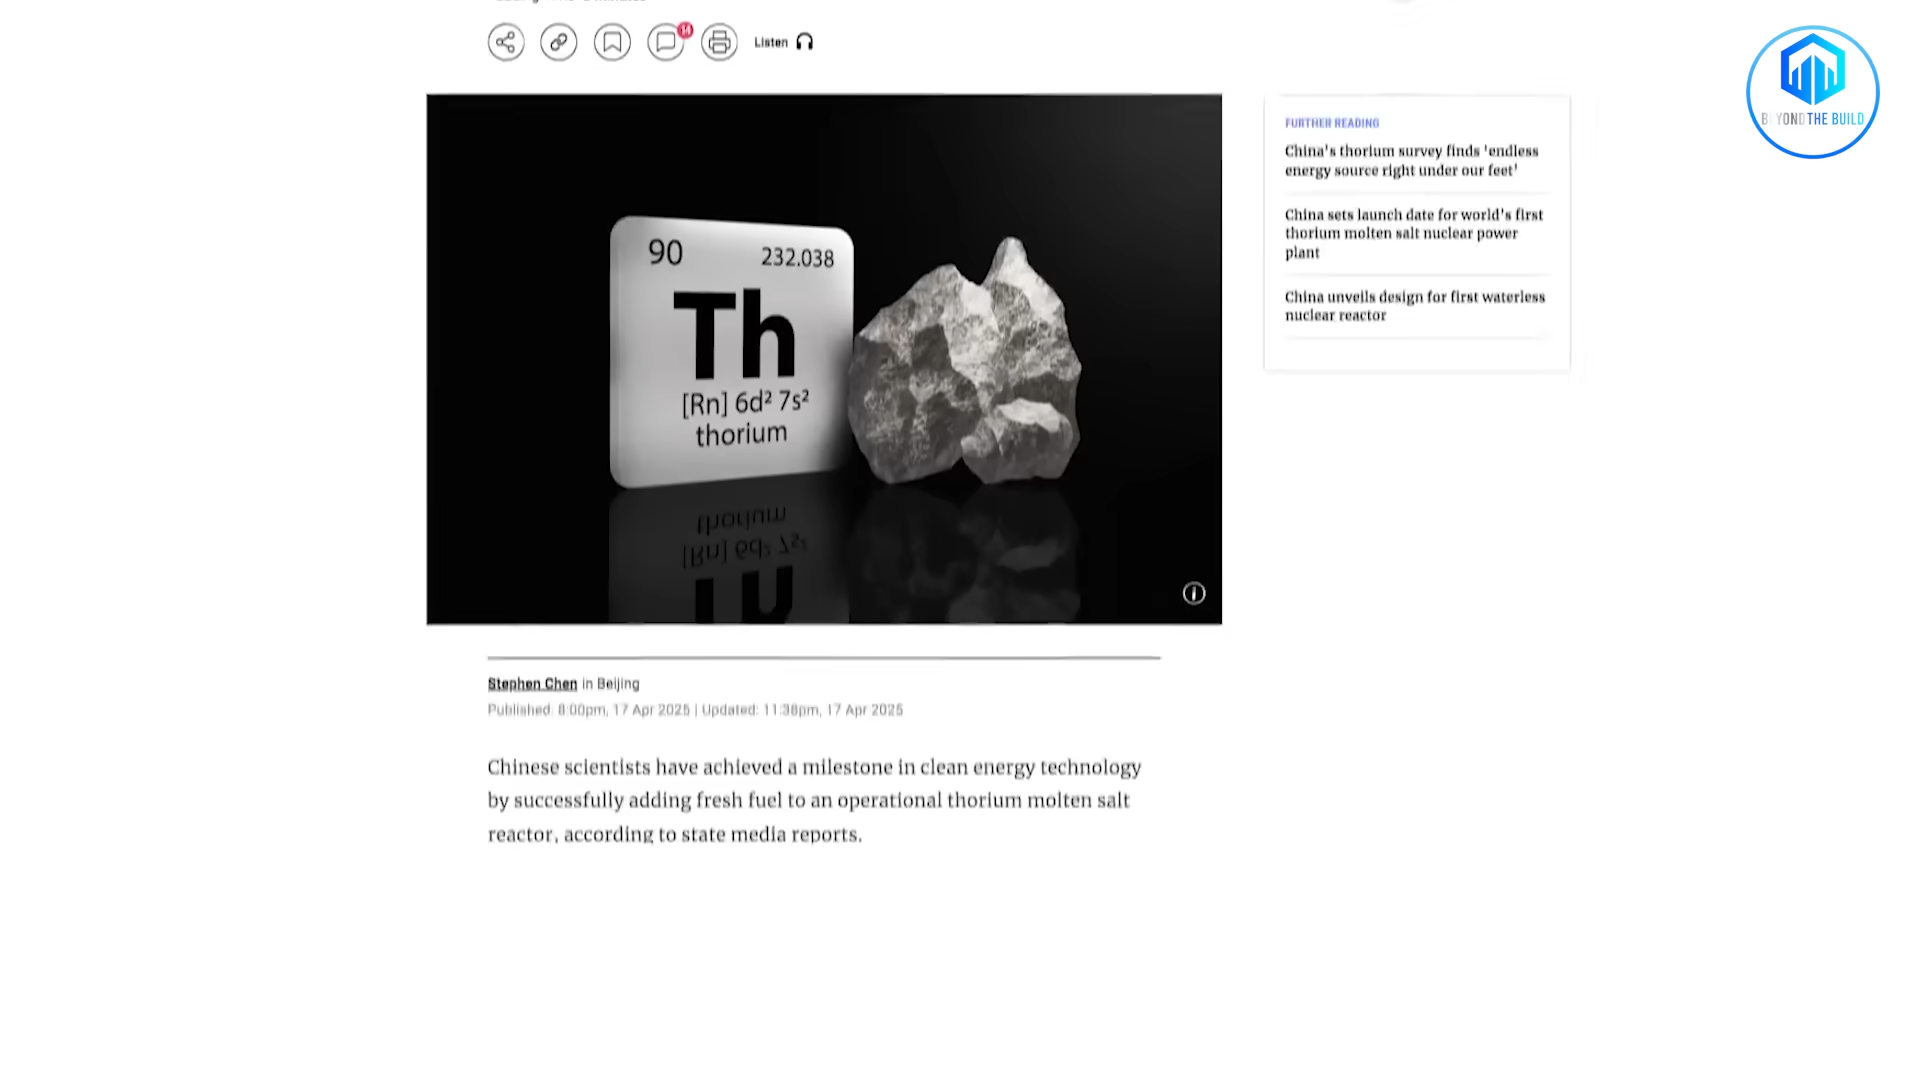 Listen
BEYOND THE BUILD
FURTHER READING
China's thorium survey finds 'endless
energy source right under our feet'
China sets launch date for world's first
thorium molten salt nuclear power
plant
China unveils design for first waterless
nuclear reactor
90
232.038
Th
[Rn] 6d² 7s²
thorium
Stephen Chen in Beijing
Published: 8:00pm, 17 Apr 2025 | Updated: 11:38pm, 17 Apr 2025
Chinese scientists have achieved a milestone in clean energy technology
by successfully adding fresh fuel to an operational thorium molten salt
reactor, according to state media reports.